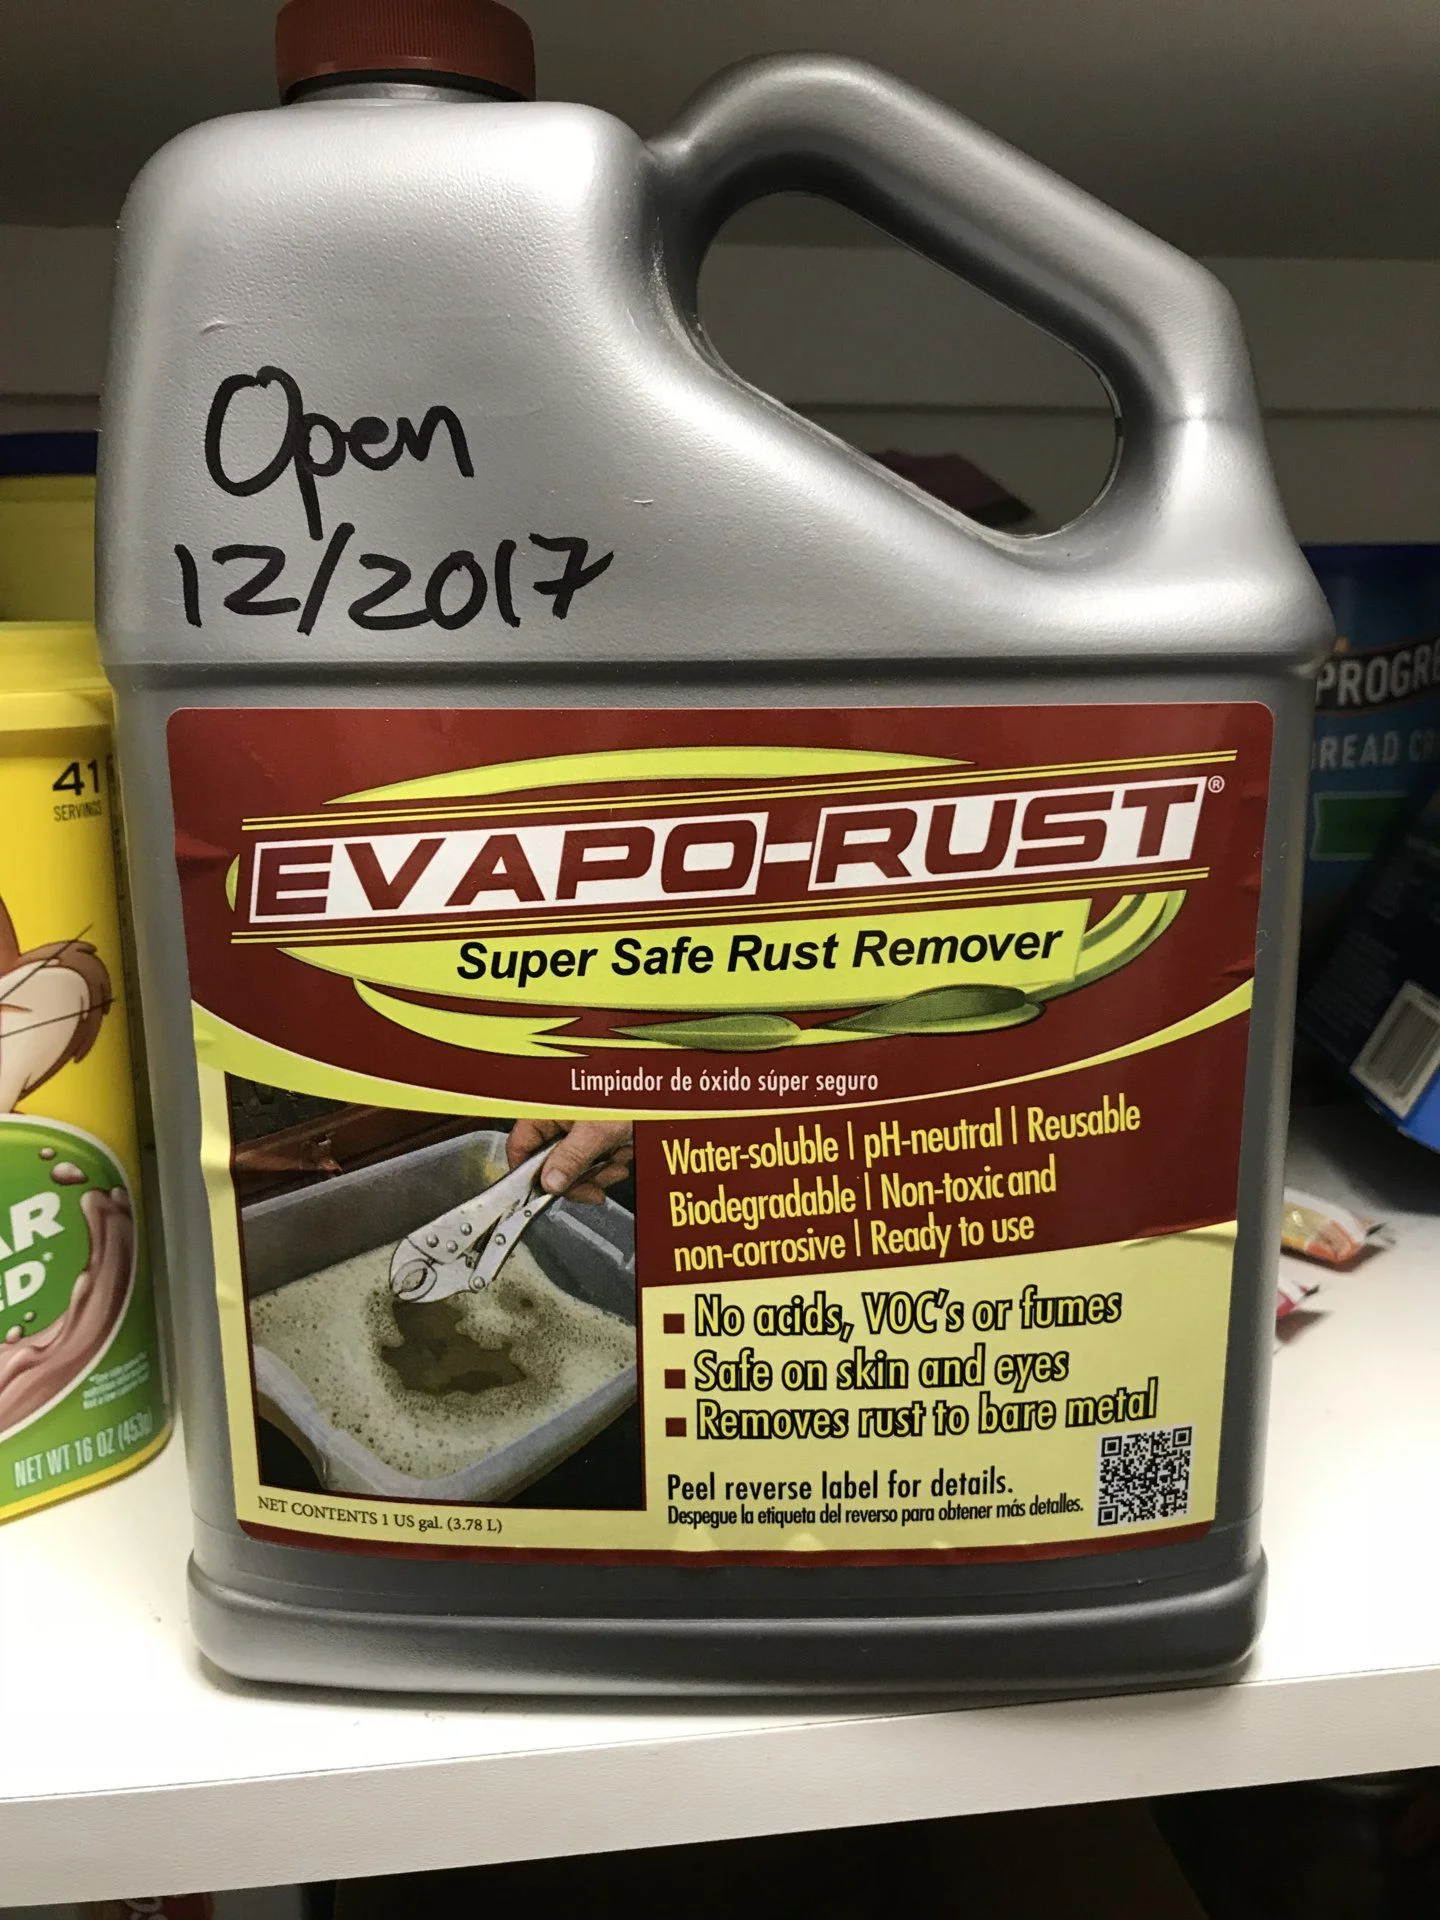 Open
12/2017
EVAPO-RUST®
Super Safe Rust Remover
Limpiador de óxido súper seguro
Water-soluble | pH-neutral | Reusable
Biodegradable | Non-toxic and
non-corrosive | Ready to use
No acids, VOC's or fumes
Safe on skin and eyes
Removes rust to bare metal
Peel reverse label for details.
Despegue la etiqueta del reverso para obtener más detalles.
NET CONTENTS 1 US gal. (3.78 L)
41
SERVINGS
AR
ED
NET WT 16 OZ (453g)
PROGRE
READ CR